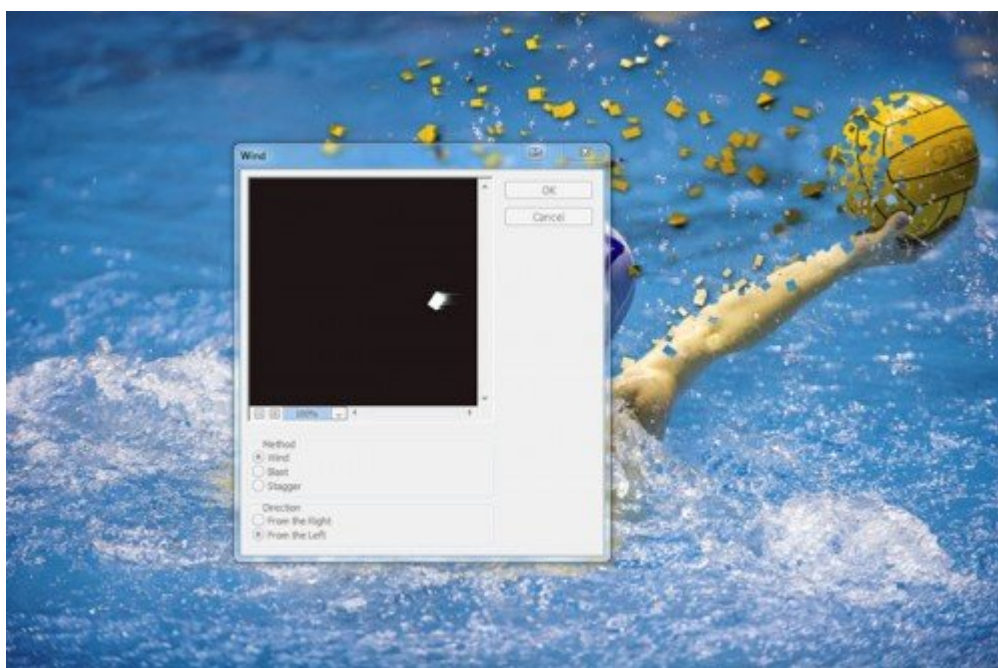 Wind
OK
Cancel
100%
Method
Wind
Blast
Stagger
Direction
From the Right
From the Left